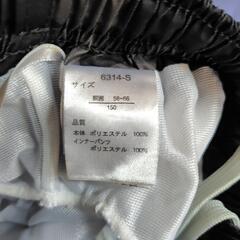 6314-S
サイズ
胴囲 58-66
150
品質
本体 ポリエステル 100%
インナーパンツ
ポリエステル 100%